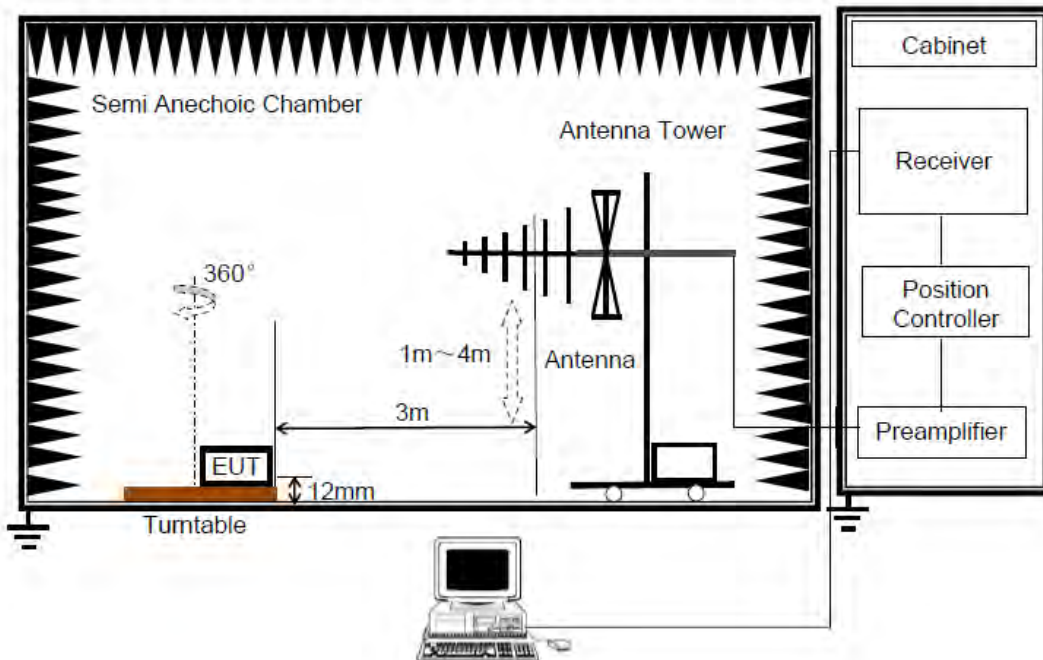 Cabinet
Semi Anechoic Chamber
Antenna Tower
Receiver
360°
Position
Controller
1m～4m
Antenna
3m
Preamplifier
EUT
12mm
Turntable